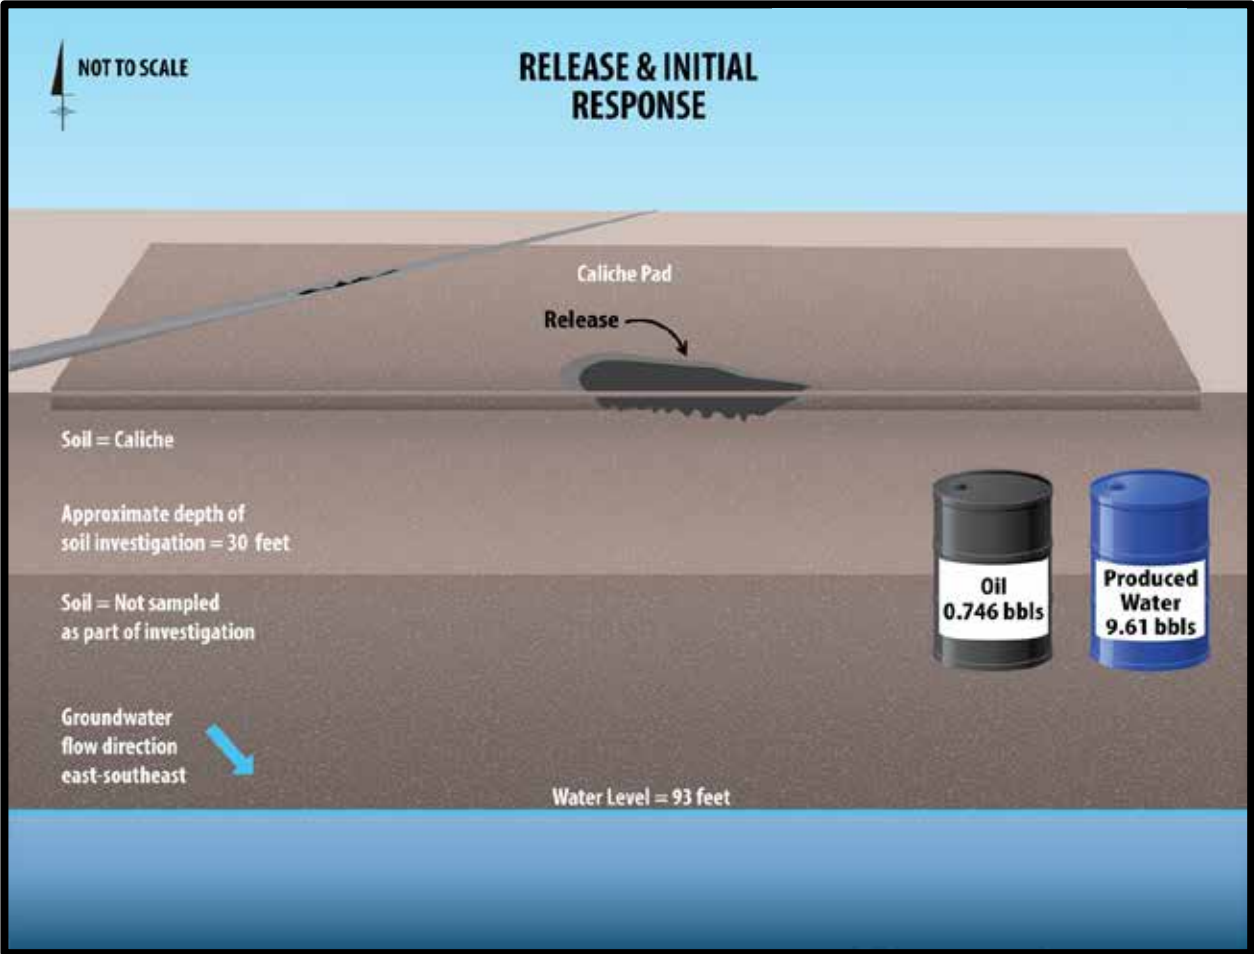 NOT TO SCALE
RELEASE & INITIAL
RESPONSE
Caliche Pad
Release
Soil = Caliche
Approximate depth of
soil investigation = 30 feet
Soil = Not sampled
as part of investigation
Oil
0.746 bbls
Produced
Water
9.61 bbls
Groundwater
flow direction
east-southeast
Water Level = 93 feet